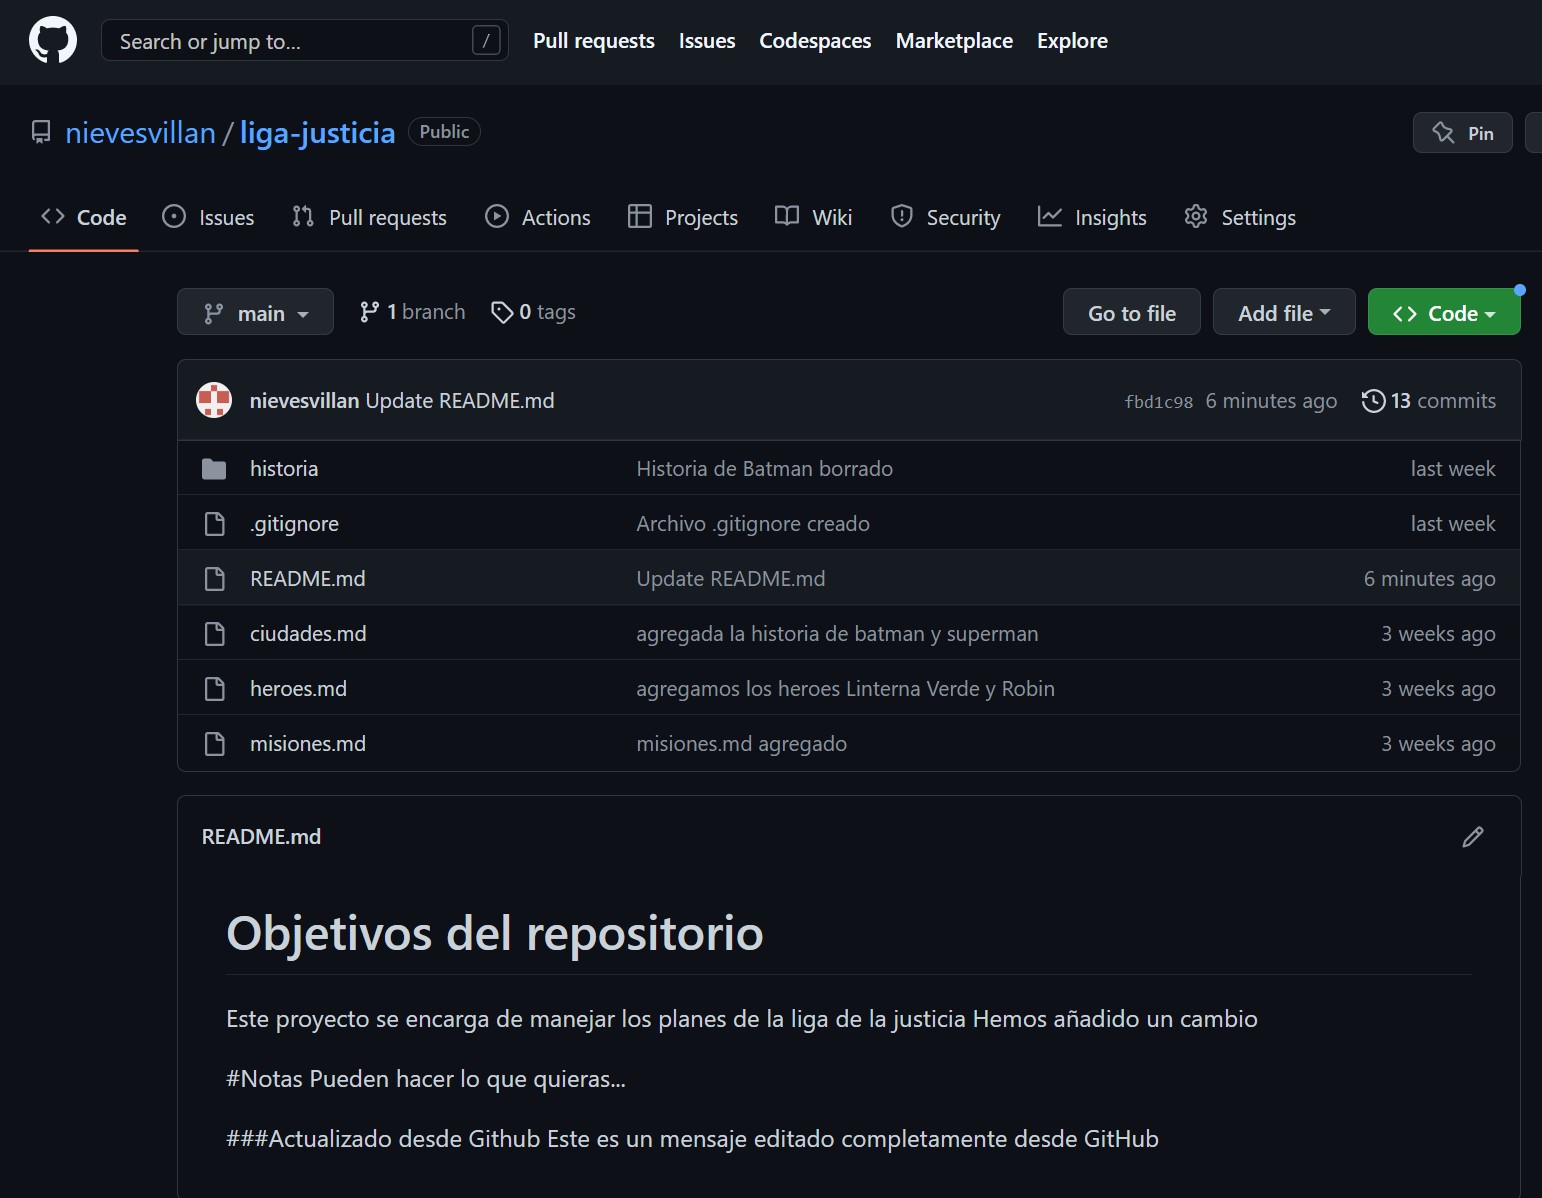 Search or jump to... /
Pull requests Issues Codespaces Marketplace Explore
nievesvillan / liga-justicia Public
Pin
Code Issues Pull requests Actions Projects Wiki Security Insights Settings
main 1 branch 0 tags
Go to file Add file Code
nievesvillan Update README.md fbd1c98 6 minutes ago 13 commits
historia Historia de Batman borrado last week
.gitignore Archivo .gitignore creado last week
README.md Update README.md 6 minutes ago
ciudades.md agregada la historia de batman y superman 3 weeks ago
heroes.md agregamos los heroes Linterna Verde y Robin 3 weeks ago
misiones.md misiones.md agregado 3 weeks ago
README.md
Objetivos del repositorio
Este proyecto se encarga de manejar los planes de la liga de la justicia Hemos añadido un cambio
#Notas Pueden hacer lo que quieras...
###Actualizado desde Github Este es un mensaje editado completamente desde GitHub